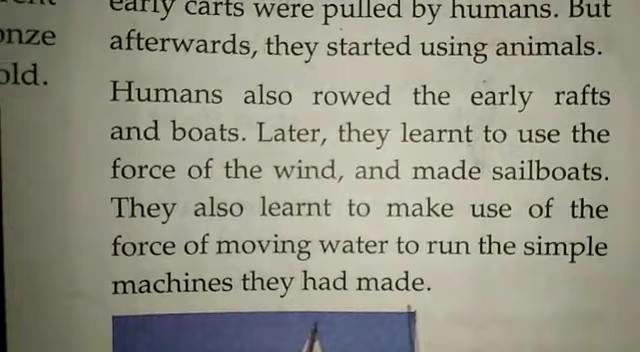 early carts were pulled by humans. But
afterwards, they started using animals.
Humans also rowed the early rafts
and boats. Later, they learnt to use the
force of the wind, and made sailboats.
They also learnt to make use of the
force of moving water to run the simple
machines they had made.